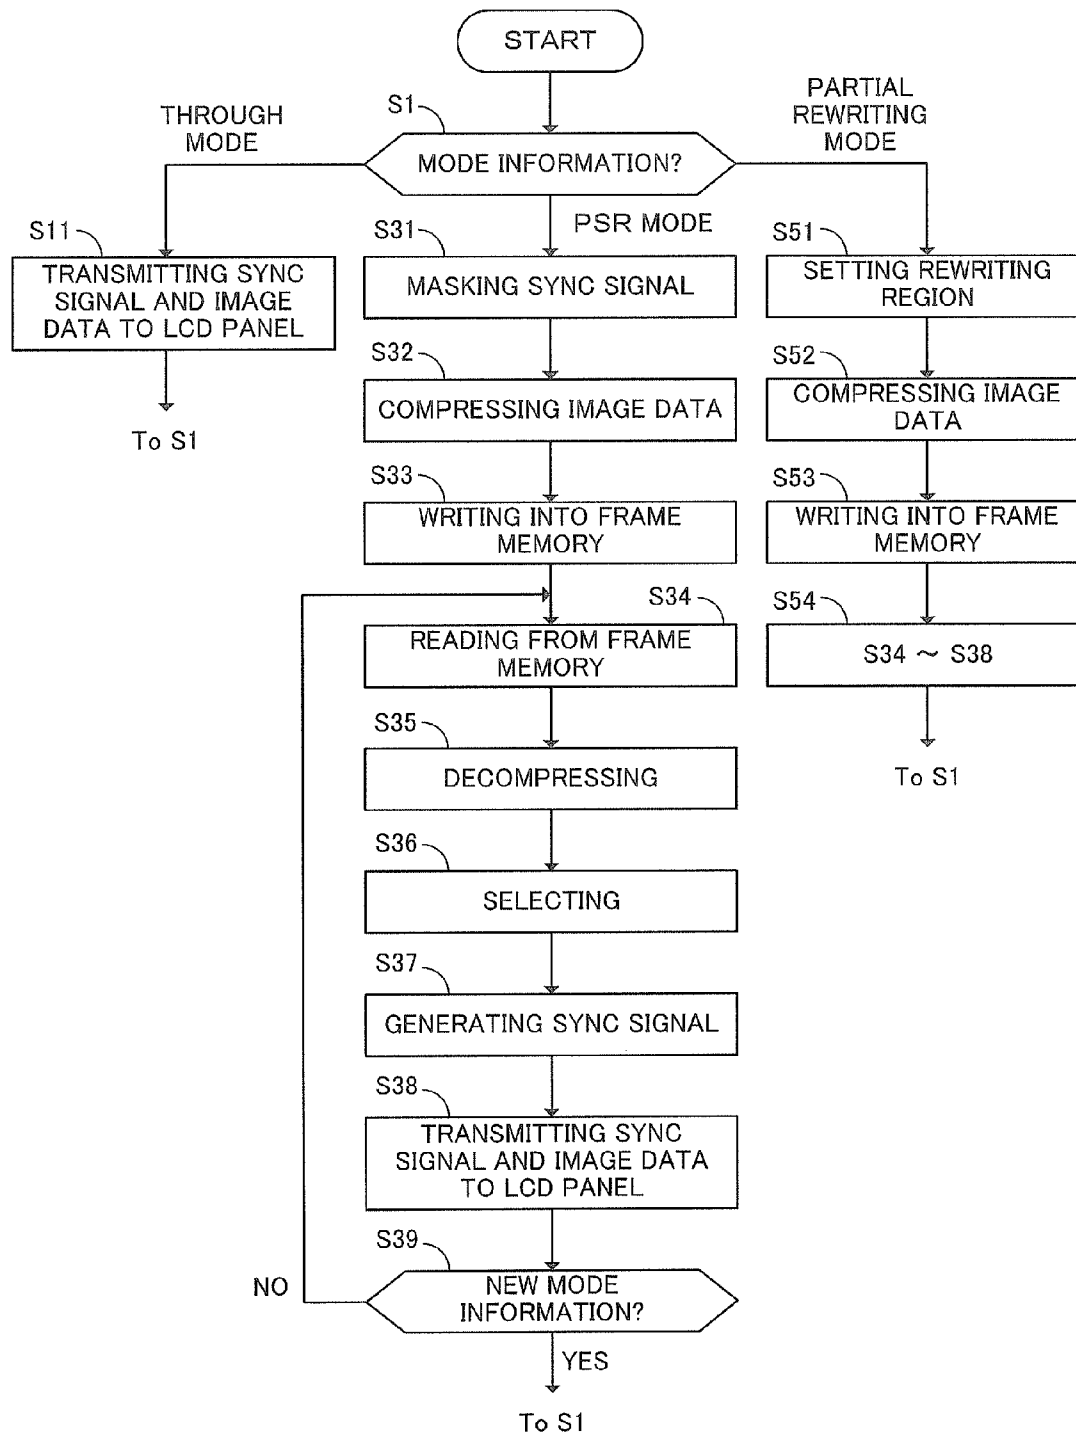 START
S1
THROUGH
MODE
PARTIAL
REWRITING
MODE
MODE INFORMATION?
PSR MODE
S11
TRANSMITTING SYNC
SIGNAL AND IMAGE
DATA TO LCD PANEL
To S1
S31
MASKING SYNC SIGNAL
S32
COMPRESSING IMAGE DATA
S33
WRITING INTO FRAME
MEMORY
S34
READING FROM FRAME
MEMORY
S35
DECOMPRESSING
S36
SELECTING
S37
GENERATING SYNC SIGNAL
S38
TRANSMITTING SYNC
SIGNAL AND IMAGE DATA
TO LCD PANEL
S39
NEW MODE
INFORMATION?
NO
YES
To S1
S51
SETTING REWRITING
REGION
S52
COMPRESSING IMAGE
DATA
S53
WRITING INTO FRAME
MEMORY
S54
S34 ～ S38
To S1